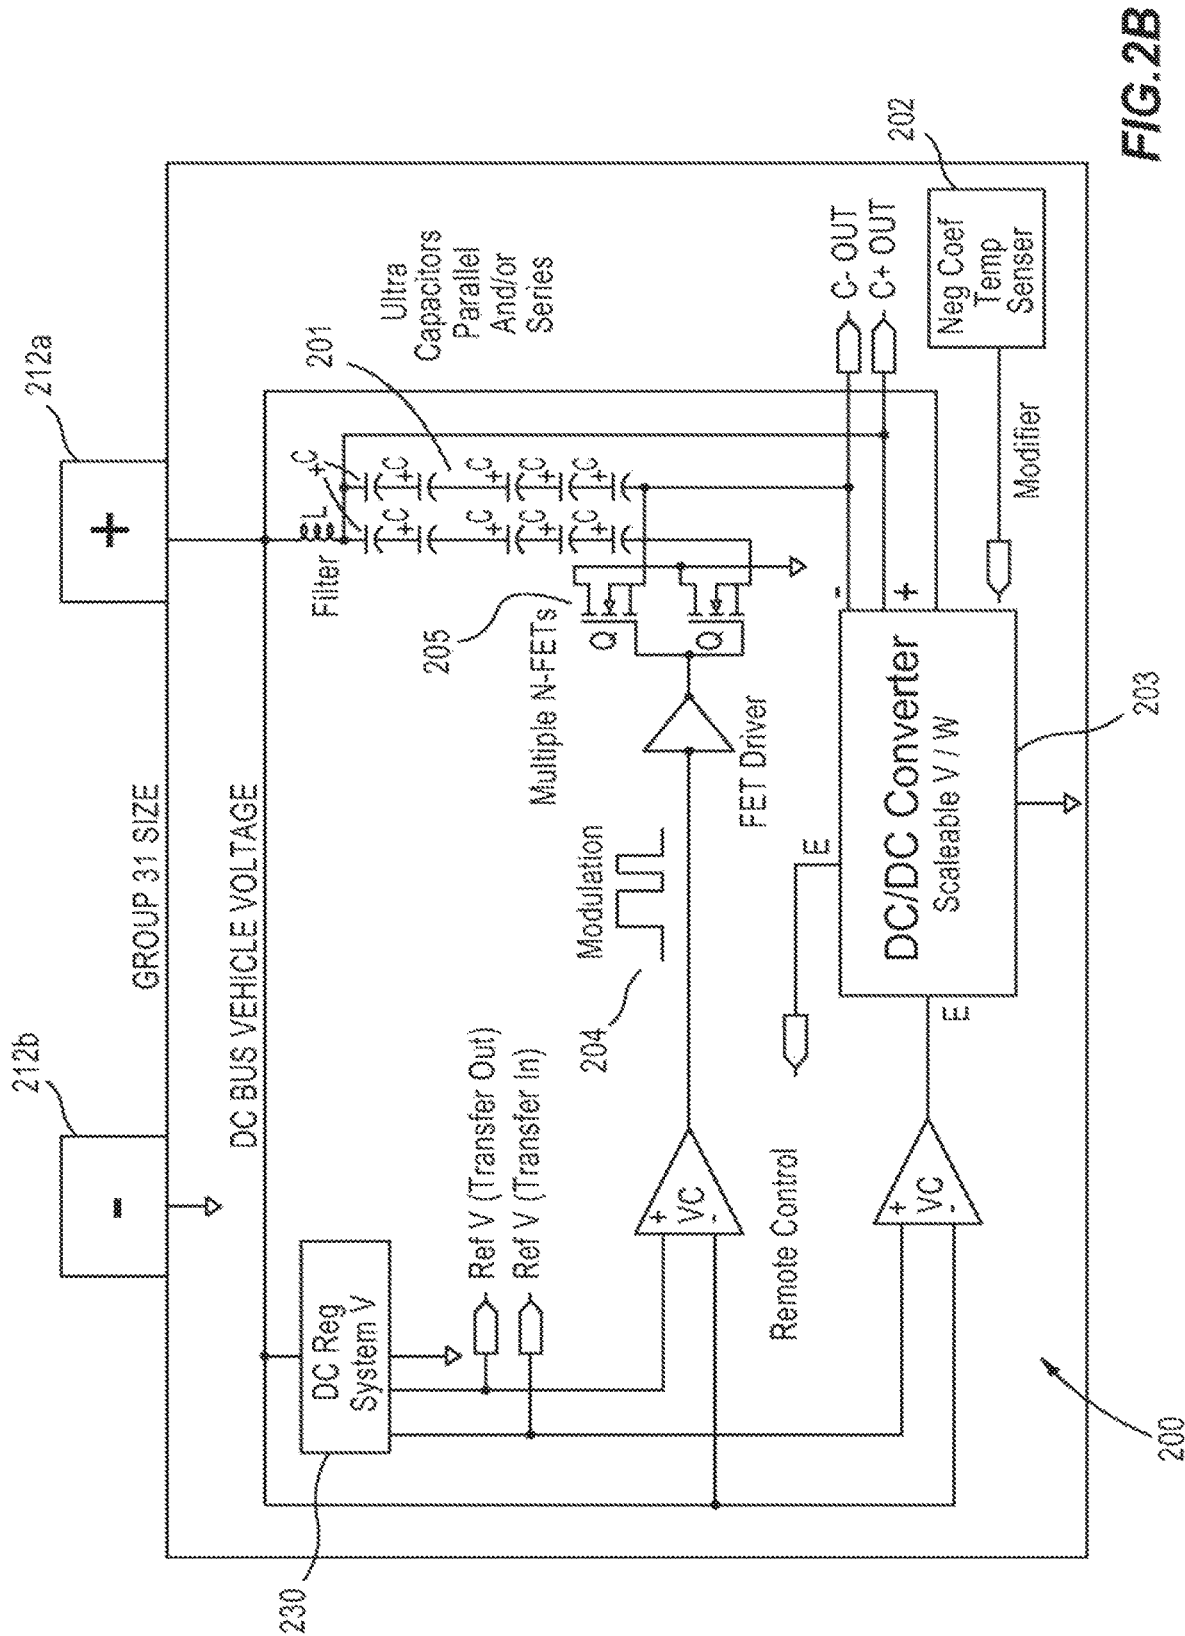 212b
212a
-
+
GROUP 31 SIZE
DC BUS VEHICLE VOLTAGE
230
DC Reg
System V
Filter
L
+C
+C
+C
+C
+C
+C
+C
+C
+C
201
Ultra
Capacitors
Parallel
And/or
Series
Ref V (Transfer Out)
Ref V (Transfer In)
204
Modulation
205
Multiple N-FETs
Q
Q
FET Driver
+
VC
-
Remote Control
E
-
+
C- OUT
C+ OUT
202
Neg Coef
Temp
Senser
Modifier
DC/DC Converter
Scaleable V / W
E
+
VC
-
203
200
FIG.2B